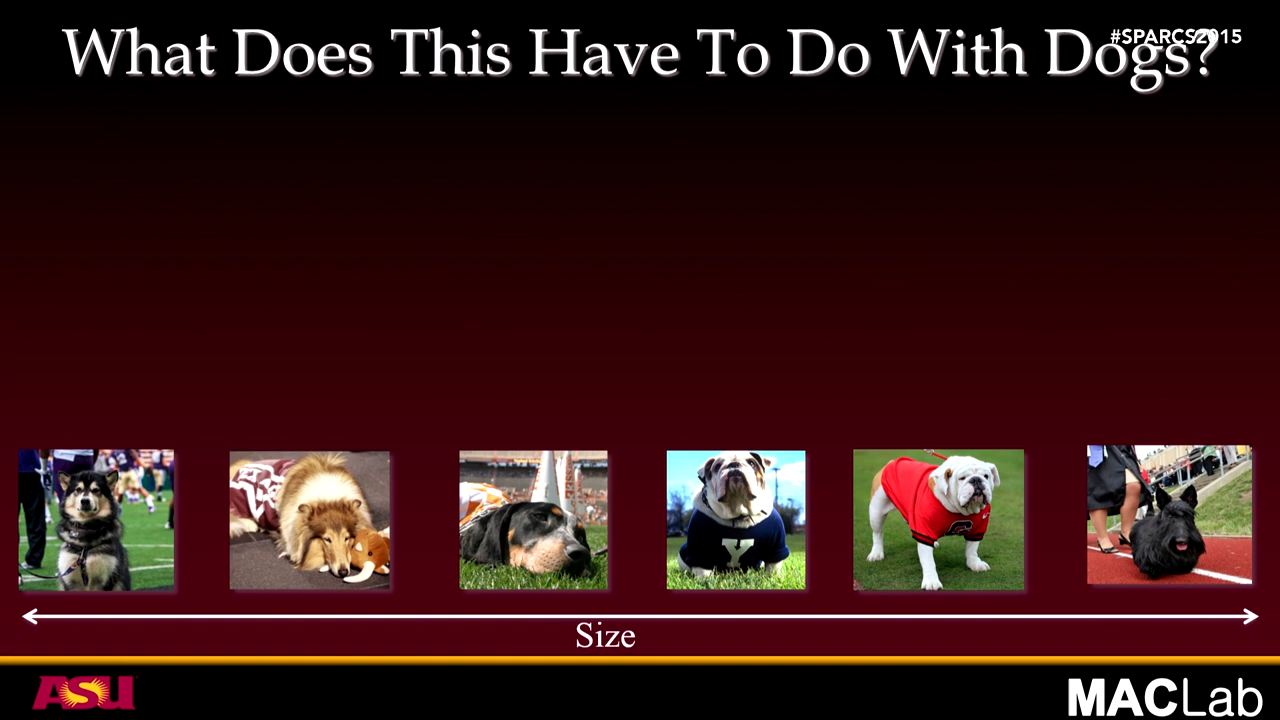 What Does This Have To Do With Dogs?
#SPARCS2015
Y
G
Size
ASU
MACLab